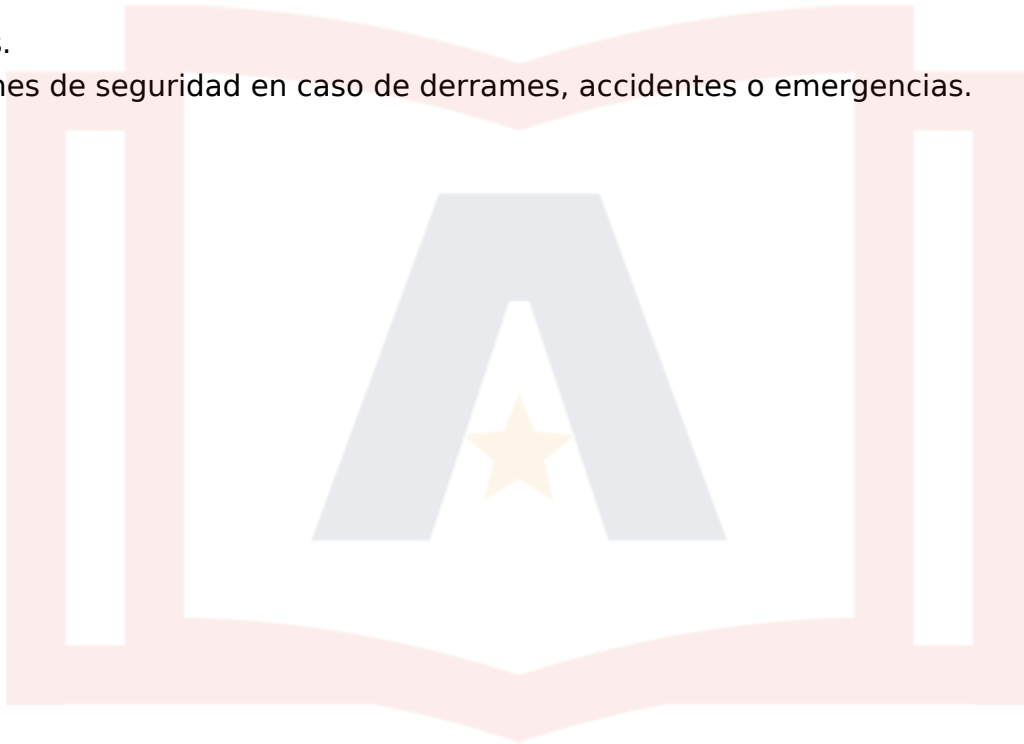 s.
nes de seguridad en caso de derrames, accidentes o emergencias.